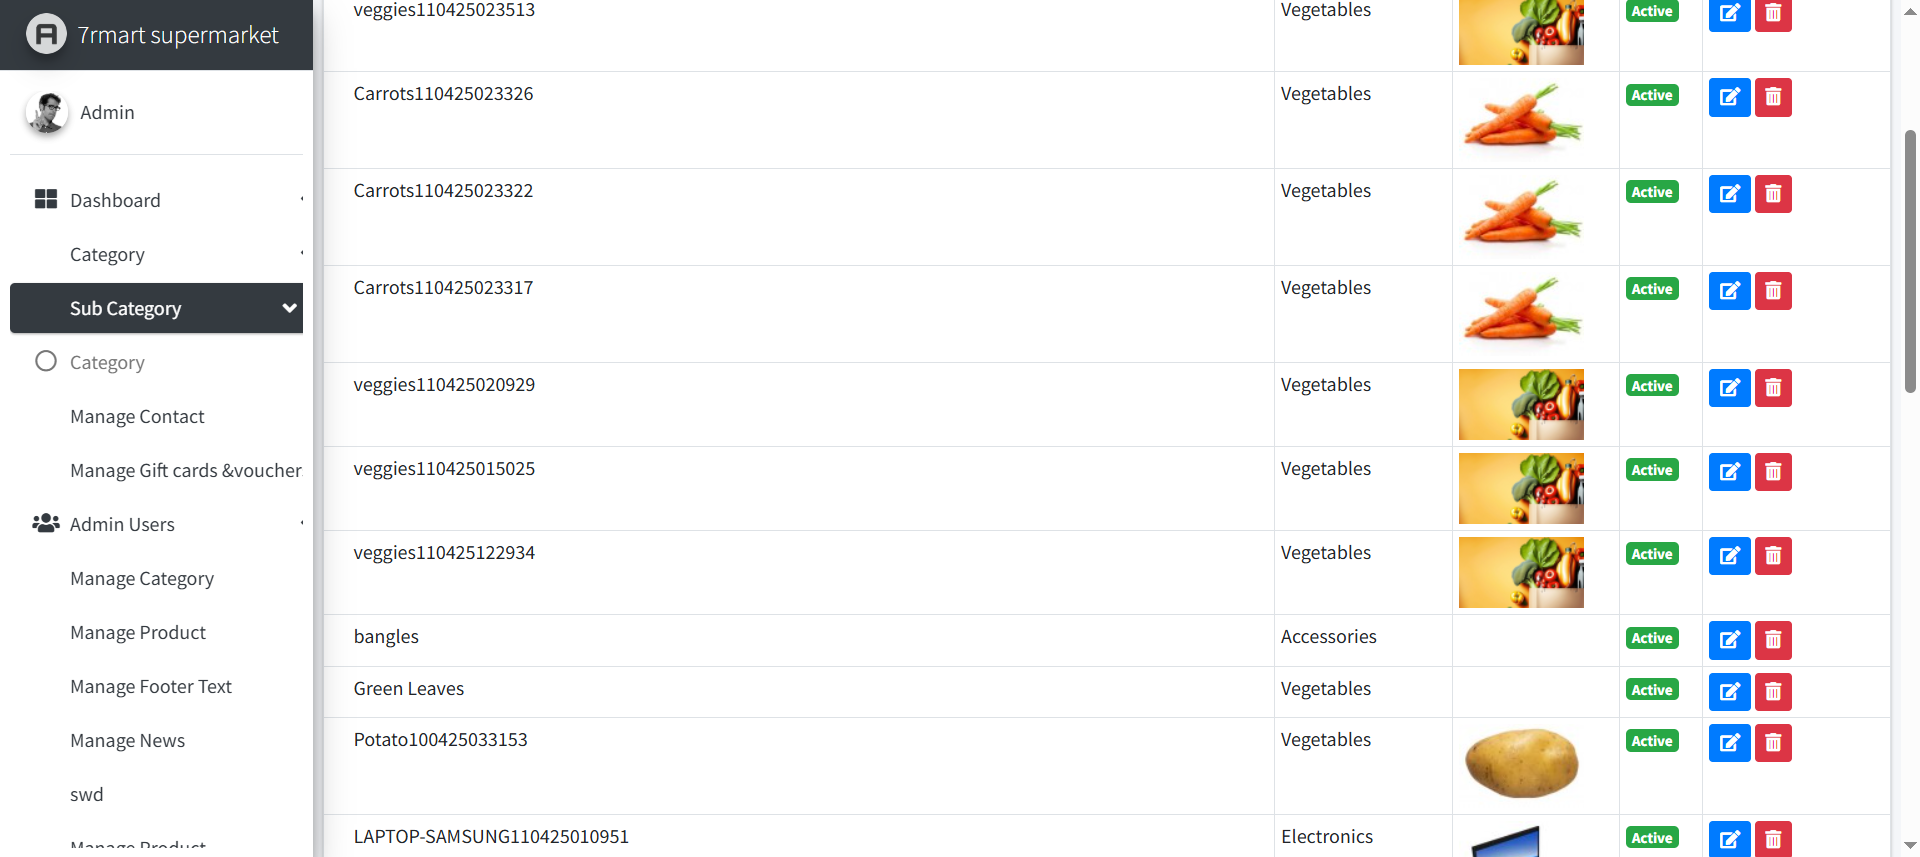 7rmart supermarket
Admin
Dashboard
Category
Sub Category
Category
Manage Contact
Manage Gift cards &voucher
Admin Users
Manage Category
Manage Product
Manage Footer Text
Manage News
swd
Manage Product
veggies110425023513 Vegetables Active
Carrots110425023326 Vegetables Active
Carrots110425023322 Vegetables Active
Carrots110425023317 Vegetables Active
veggies110425020929 Vegetables Active
veggies110425015025 Vegetables Active
veggies110425122934 Vegetables Active
bangles Accessories Active
Green Leaves Vegetables Active
Potato100425033153 Vegetables Active
LAPTOP-SAMSUNG110425010951 Electronics Active